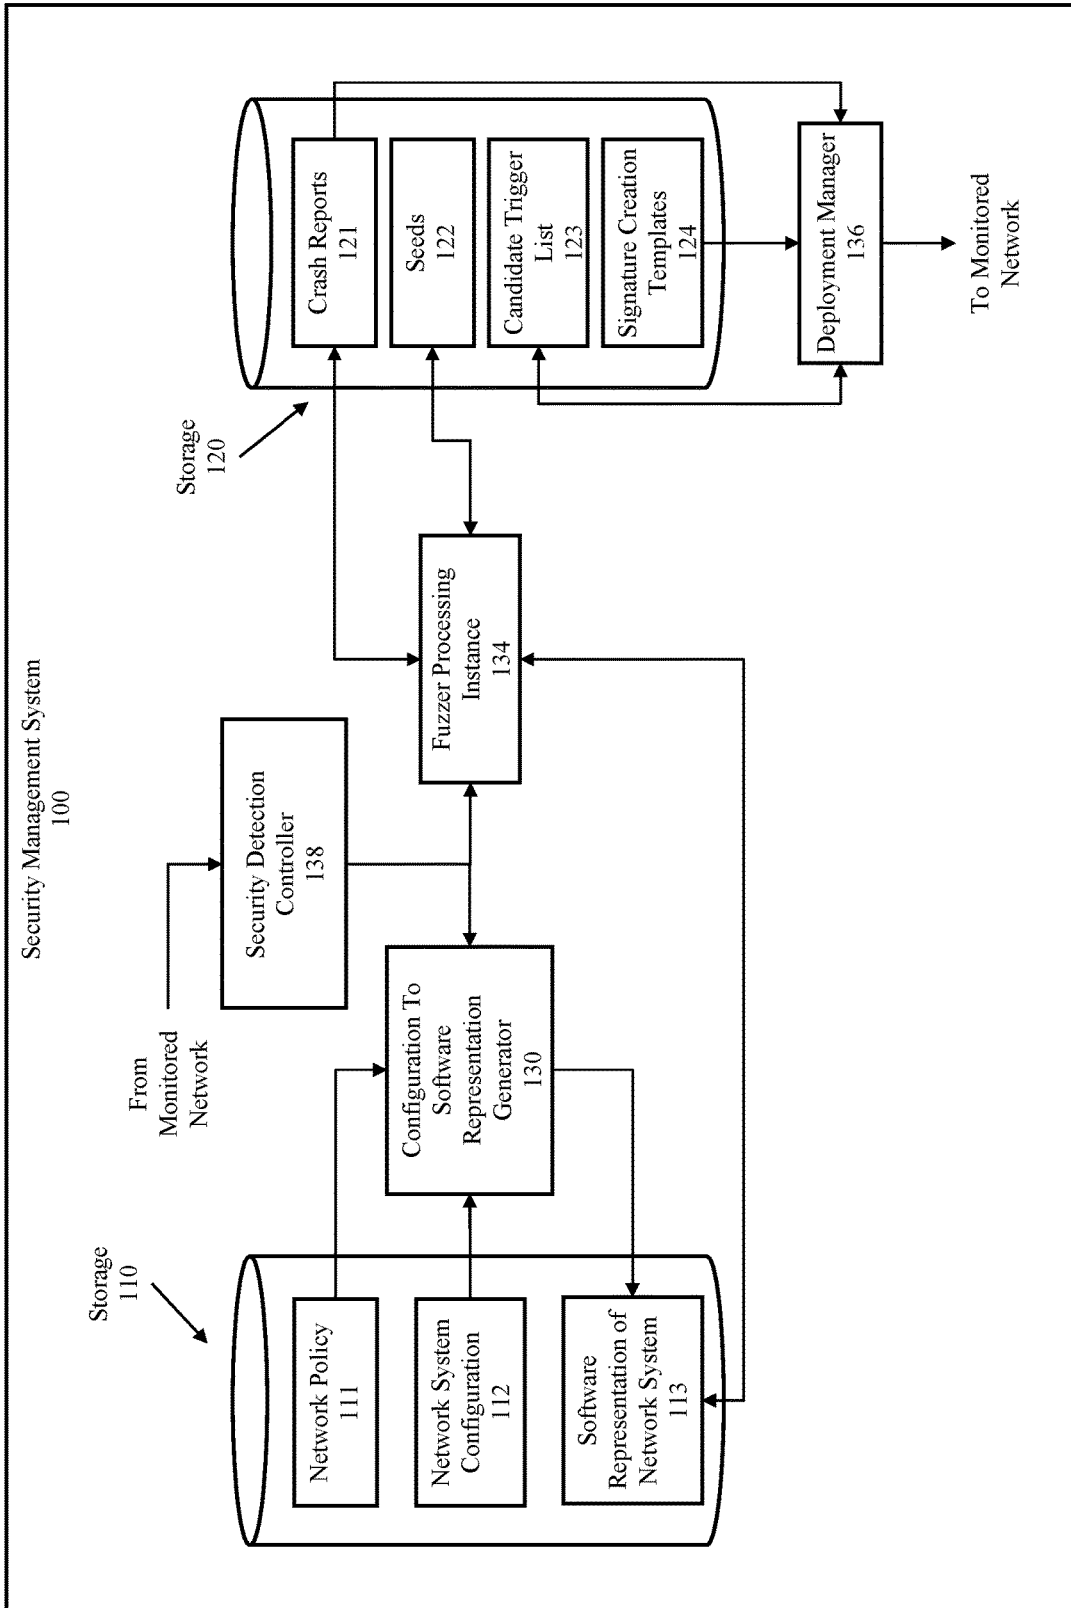 Security Management System
100
Storage
110
Network Policy
111
Network System
Configuration
112
Software
Representation of
Network System
113
From
Monitored
Network
Security Detection
Controller
138
Configuration To
Software
Representation
Generator
130
Fuzzer Processing
Instance
134
Storage
120
Crash Reports
121
Seeds
122
Candidate Trigger
List
123
Signature Creation
Templates
124
Deployment Manager
136
To Monitored
Network